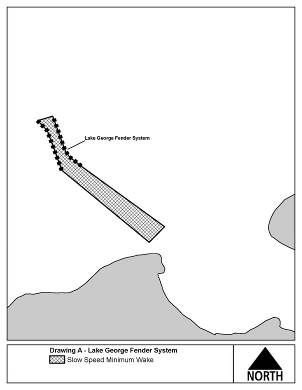 Lake George Fender System
Drawing A - Lake George Fender System
Slow Speed Minimum Wake
NORTH